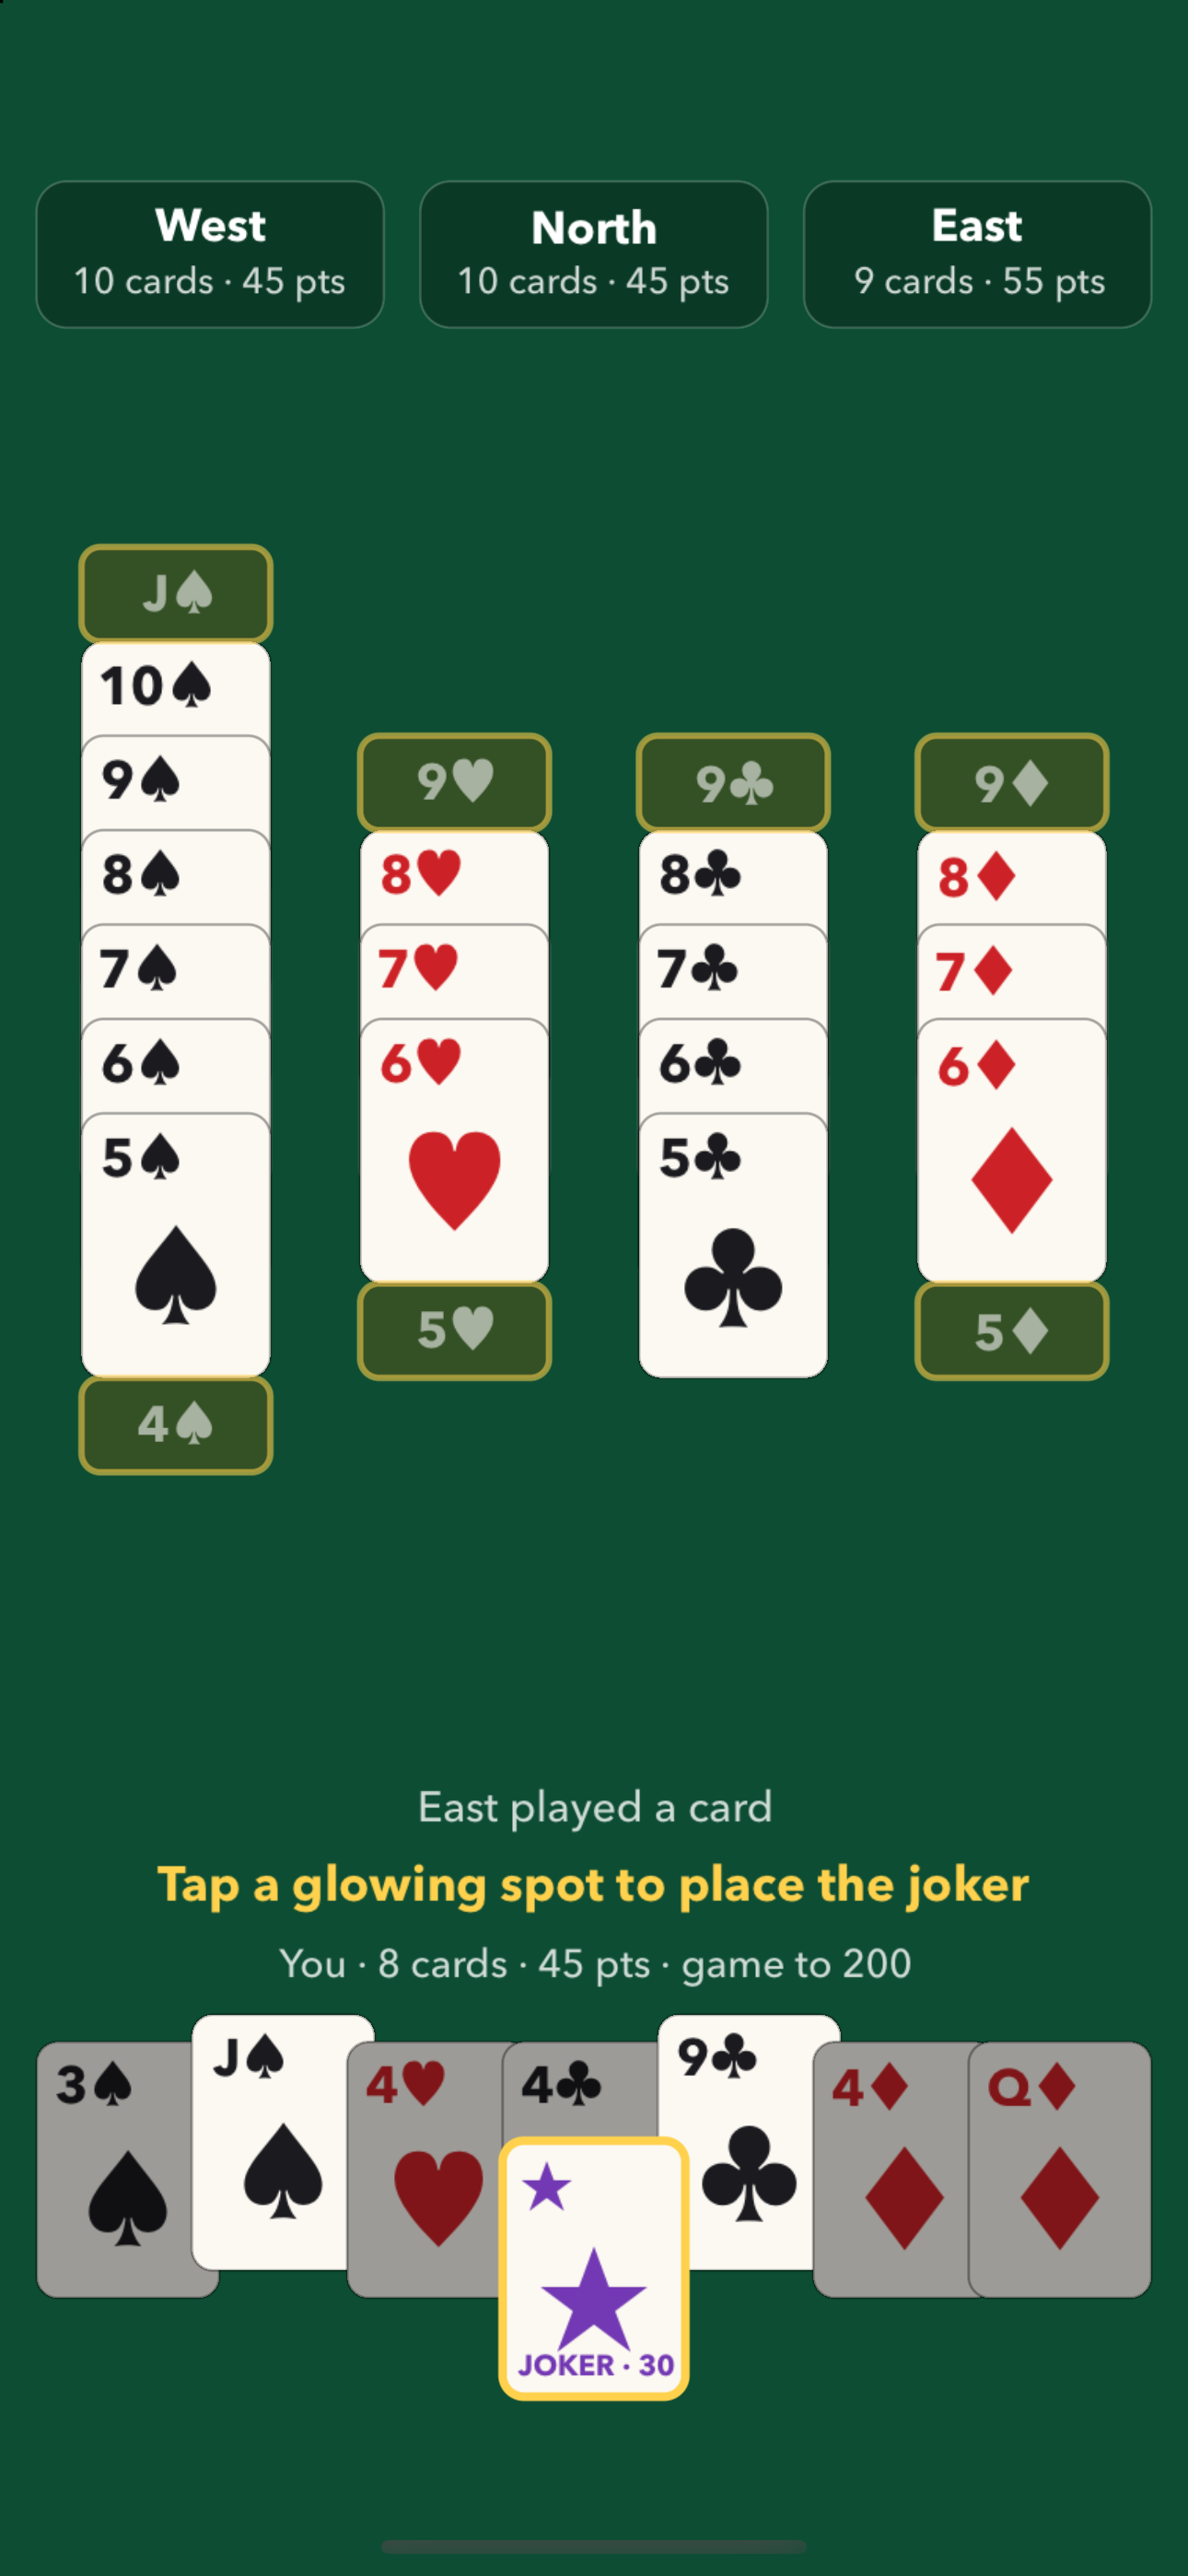 West North East
10 cards · 45 pts 10 cards · 45 pts 9 cards · 55 pts
J♠
10♠
9♠ 9♥ 9♣ 9♦
8♠ 8♥ 8♣ 8♦
7♠ 7♥ 7♣ 7♦
6♠ 6♥ 6♣ 6♦
5♠ 5♣
5♥ 5♦
4♠
East played a card
Tap a glowing spot to place the joker
You · 8 cards · 45 pts · game to 200
3♠ J♠ 4♥ 4♣ 9♣ 4♦ Q♦
JOKER · 30